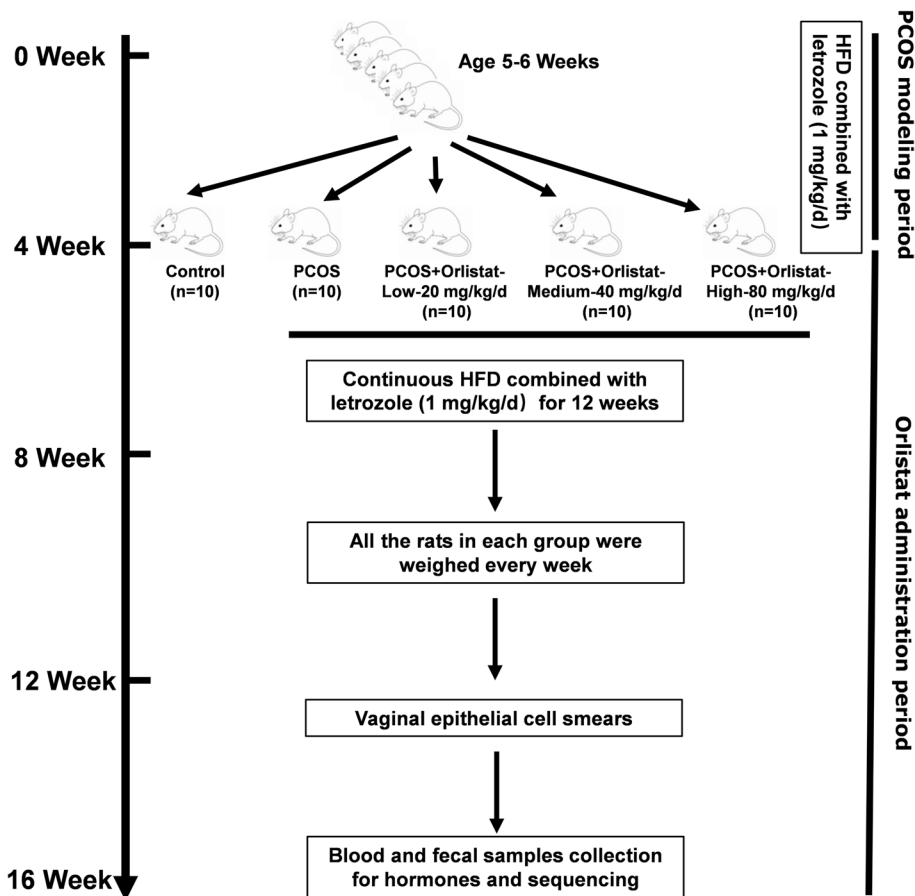 0 Week
Age 5-6 Weeks
HFD combined with
letrozole (1 mg/kg/d)
PCOS modeling period
4 Week
Control
(n=10)
PCOS
(n=10)
PCOS+Orlistat-
Low-20 mg/kg/d
(n=10)
PCOS+Orlistat-
Medium-40 mg/kg/d
(n=10)
PCOS+Orlistat-
High-80 mg/kg/d
(n=10)
Continuous HFD combined with
letrozole (1 mg/kg/d) for 12 weeks
8 Week
All the rats in each group were
weighed every week
Orlistat administration period
12 Week
Vaginal epithelial cell smears
16 Week
Blood and fecal samples collection
for hormones and sequencing